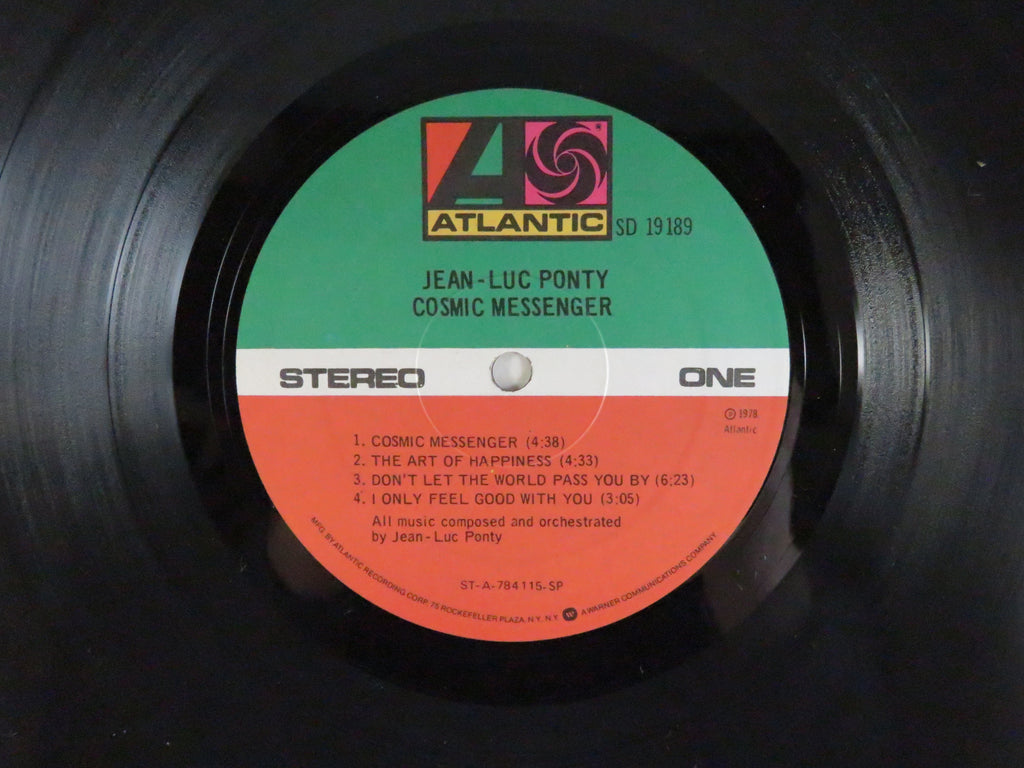 ATLANTIC
SD 19189
JEAN-LUC PONTY
COSMIC MESSENGER
STEREO
ONE
℗ 1978
Atlantic
1. COSMIC MESSENGER (4:38)
2. THE ART OF HAPPINESS (4:33)
3. DON'T LET THE WORLD PASS YOU BY (6:23)
4. I ONLY FEEL GOOD WITH YOU (3:05)
All music composed and orchestrated
by Jean-Luc Ponty
ST-A-784115-SP
MFG. BY ATLANTIC RECORDING CORP. 75 ROCKEFELLER PLAZA, N.Y., N.Y. W A WARNER COMMUNICATIONS COMPANY